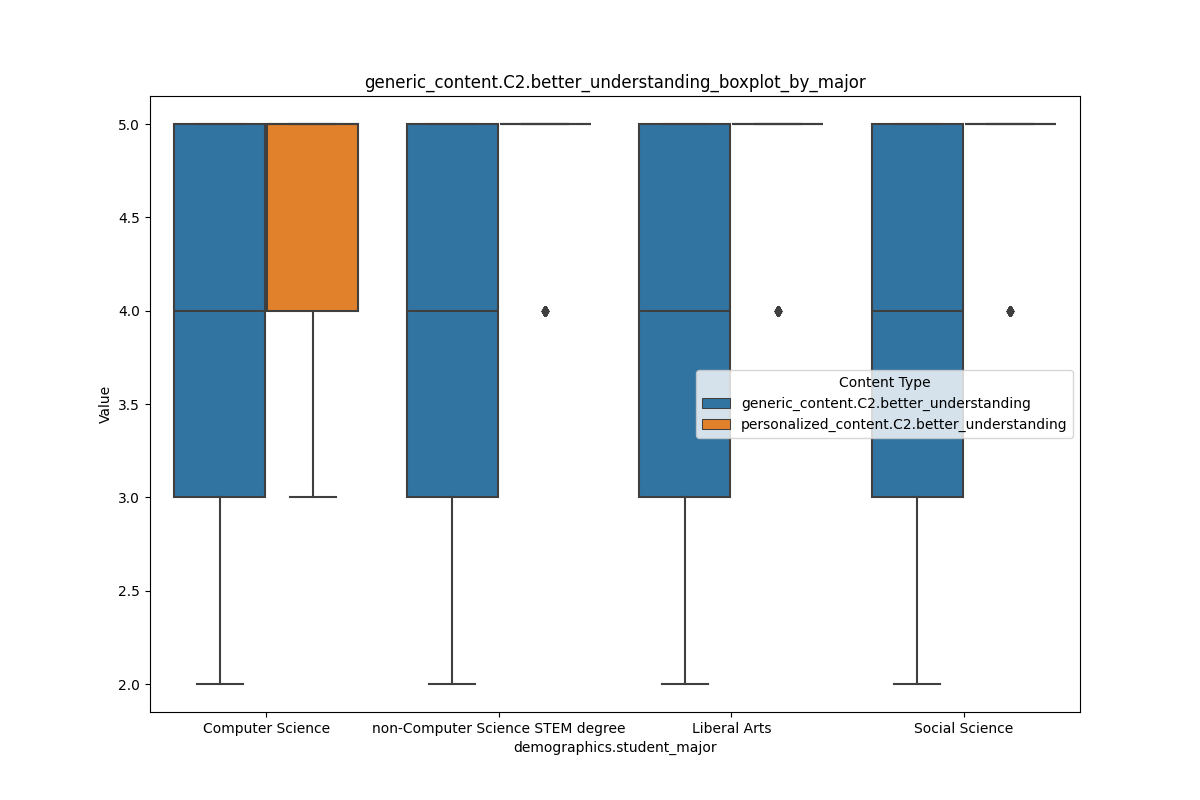 generic_content.C2.better_understanding_boxplot_by_major
5.0
4.5
4.0
3.5
3.0
2.5
2.0
Value
Content Type
generic_content.C2.better_understanding
personalized_content.C2.better_understanding
Computer Science
non-Computer Science STEM degree
Liberal Arts
Social Science
demographics.student_major